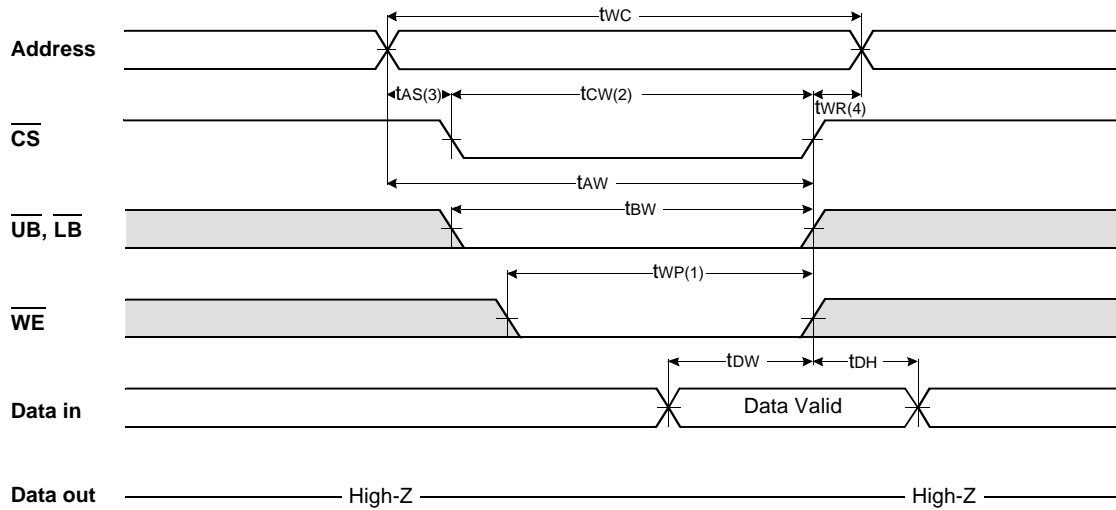 tWC
Address
tAS(3) tCW(2) tWR(4)
CS
tAW
tBW
UB, LB
tWP(1)
WE
tDW tDH
Data in Data Valid
Data out High-Z High-Z